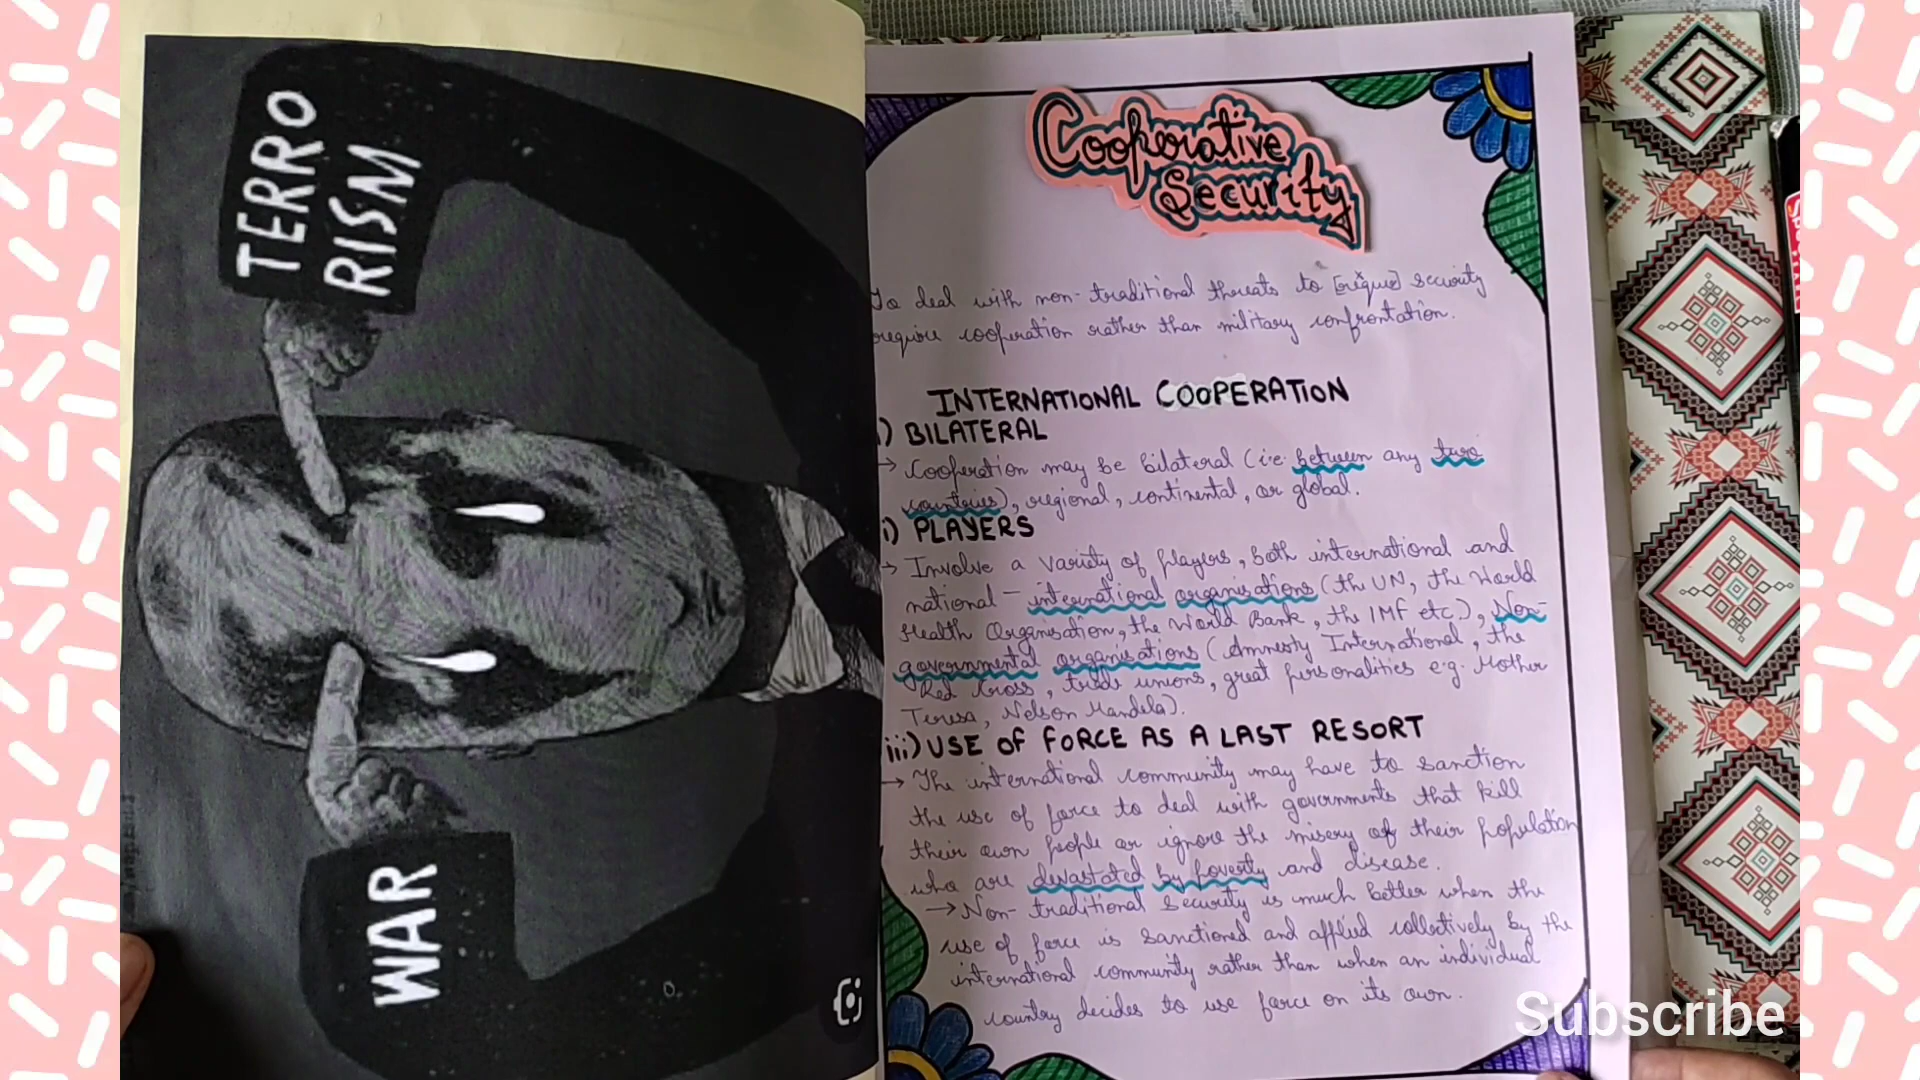 TERRO
RISM
WAR
Cooperative
Security
To deal with non-traditional threats to security
require cooperation rather than military confrontation.
INTERNATIONAL COOPERATION
i) BILATERAL
→ Cooperation may be bilateral (i.e. between any two
countries), regional, continental, or global.
i) PLAYERS
→ Involve a variety of players, both international and
national - international organisations (the UN, the World
Health Organisation, the World Bank, the IMF etc.), Non-
governmental organisations (Amnesty International, the
Red Cross, trade unions, great personalities e.g. Mother
Teresa, Nelson Mandela).
iii) USE OF FORCE AS A LAST RESORT
→ The international community may have to sanction
the use of force to deal with governments that kill
their own people or ignore the misery of their population
who are devastated by poverty and disease.
→ Non-traditional security is much better when the
use of force is sanctioned and applied collectively by the
international community rather than when an individual
country decides to use force on its own.
Subscribe